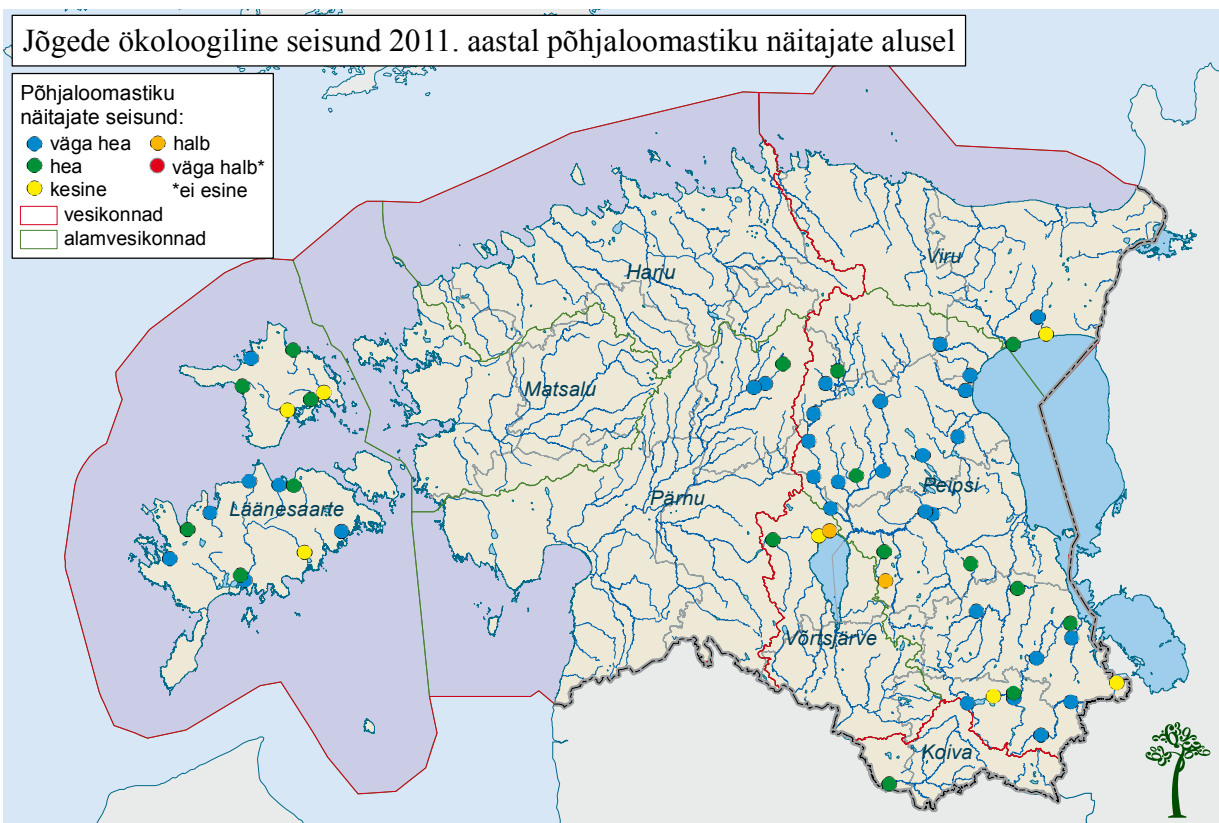 Jõgede ökoloogiline seisund 2011. aastal põhjaloomastiku näitajate alusel
Põhjaloomastiku
näitajate seisund:
väga hea
halb
hea
väga halb*
kesine
*ei esine
vesikonnad
alamvesikonnad
Harju
Viru
Matsalu
Läänesaarte
Pärnu
Peipsi
Võrtsjärve
Koiva